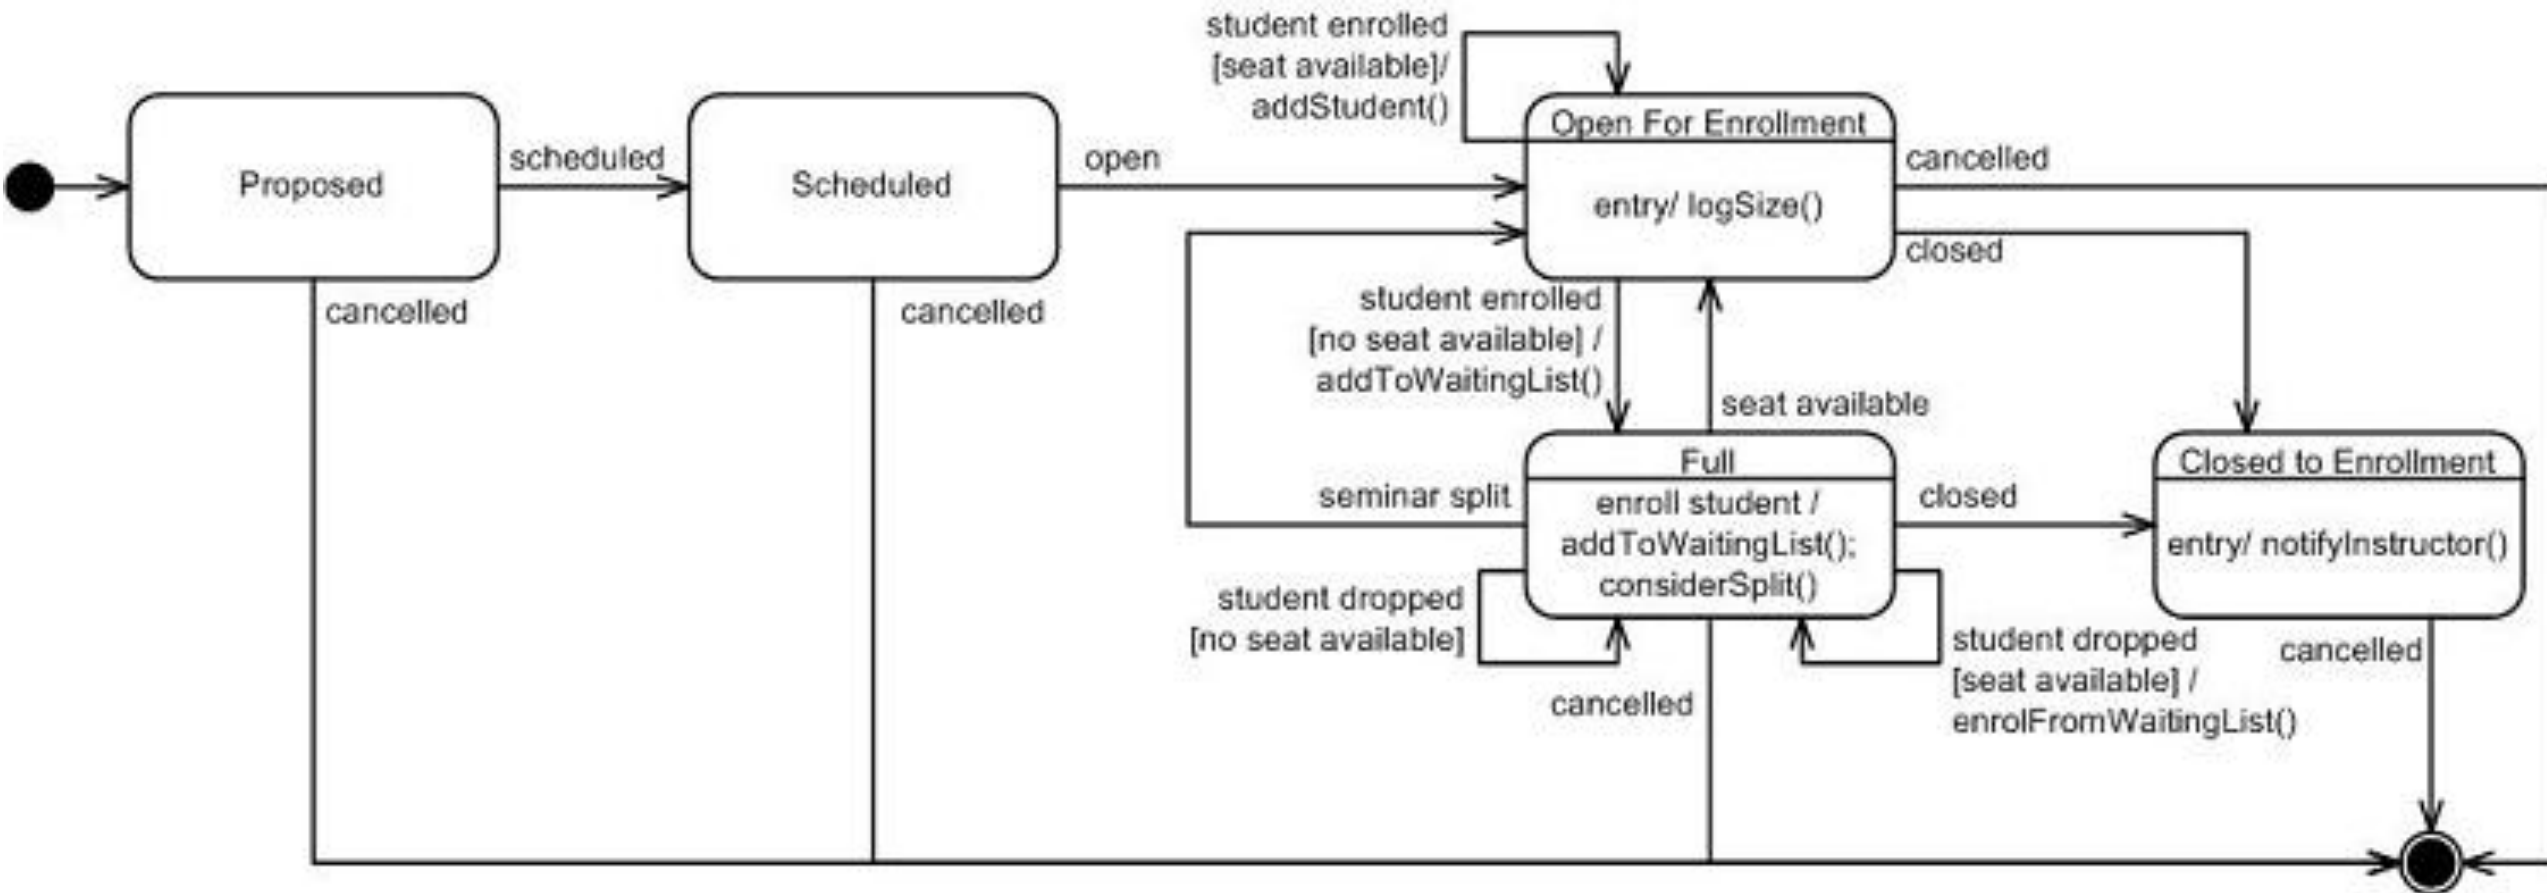 student enrolled
[seat available]/
addStudent()
Proposed
scheduled
Scheduled
open
Open For Enrollment
entry/ logSize()
cancelled
closed
cancelled
cancelled
student enrolled
[no seat available] /
addToWaitingList()
seat available
Full
enroll student /
addToWaitingList();
considerSplit()
seminar split
closed
Closed to Enrollment
entry/ notifyInstructor()
student dropped
[no seat available]
student dropped
[seat available] /
enrolFromWaitingList()
cancelled
cancelled